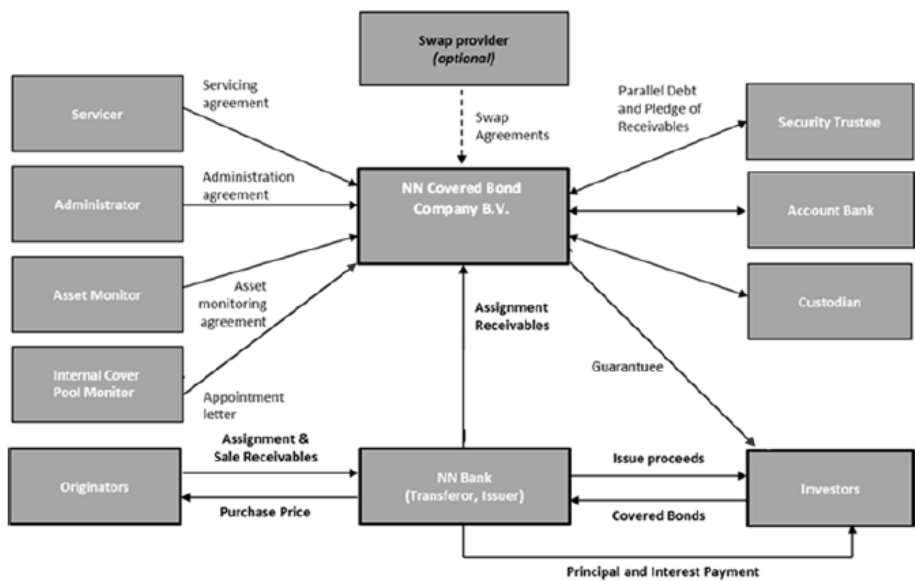 Swap provider
(optional)
Servicing
agreement
Servicer
Swap
Agreements
Parallel Debt
and Pledge of
Receivables
Security Trustee
Administration
agreement
Administrator
NN Covered Bond
Company B.V.
Account Bank
Asset Monitor
Asset
monitoring
agreement
Assignment
Receivables
Custodian
Internal Cover
Pool Monitor
Appointment
letter
Guarantuee
Assignment &
Sale Receivables
Originators
Purchase Price
NN Bank
(Transferor, Issuer)
Issue proceeds
Covered Bonds
Investors
Principal and Interest Payment